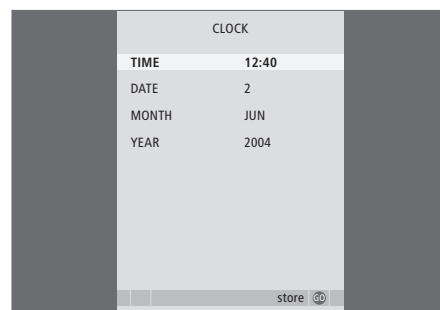 CLOCK
TIME 12:40
DATE 2
MONTH JUN
YEAR 2004
store GO